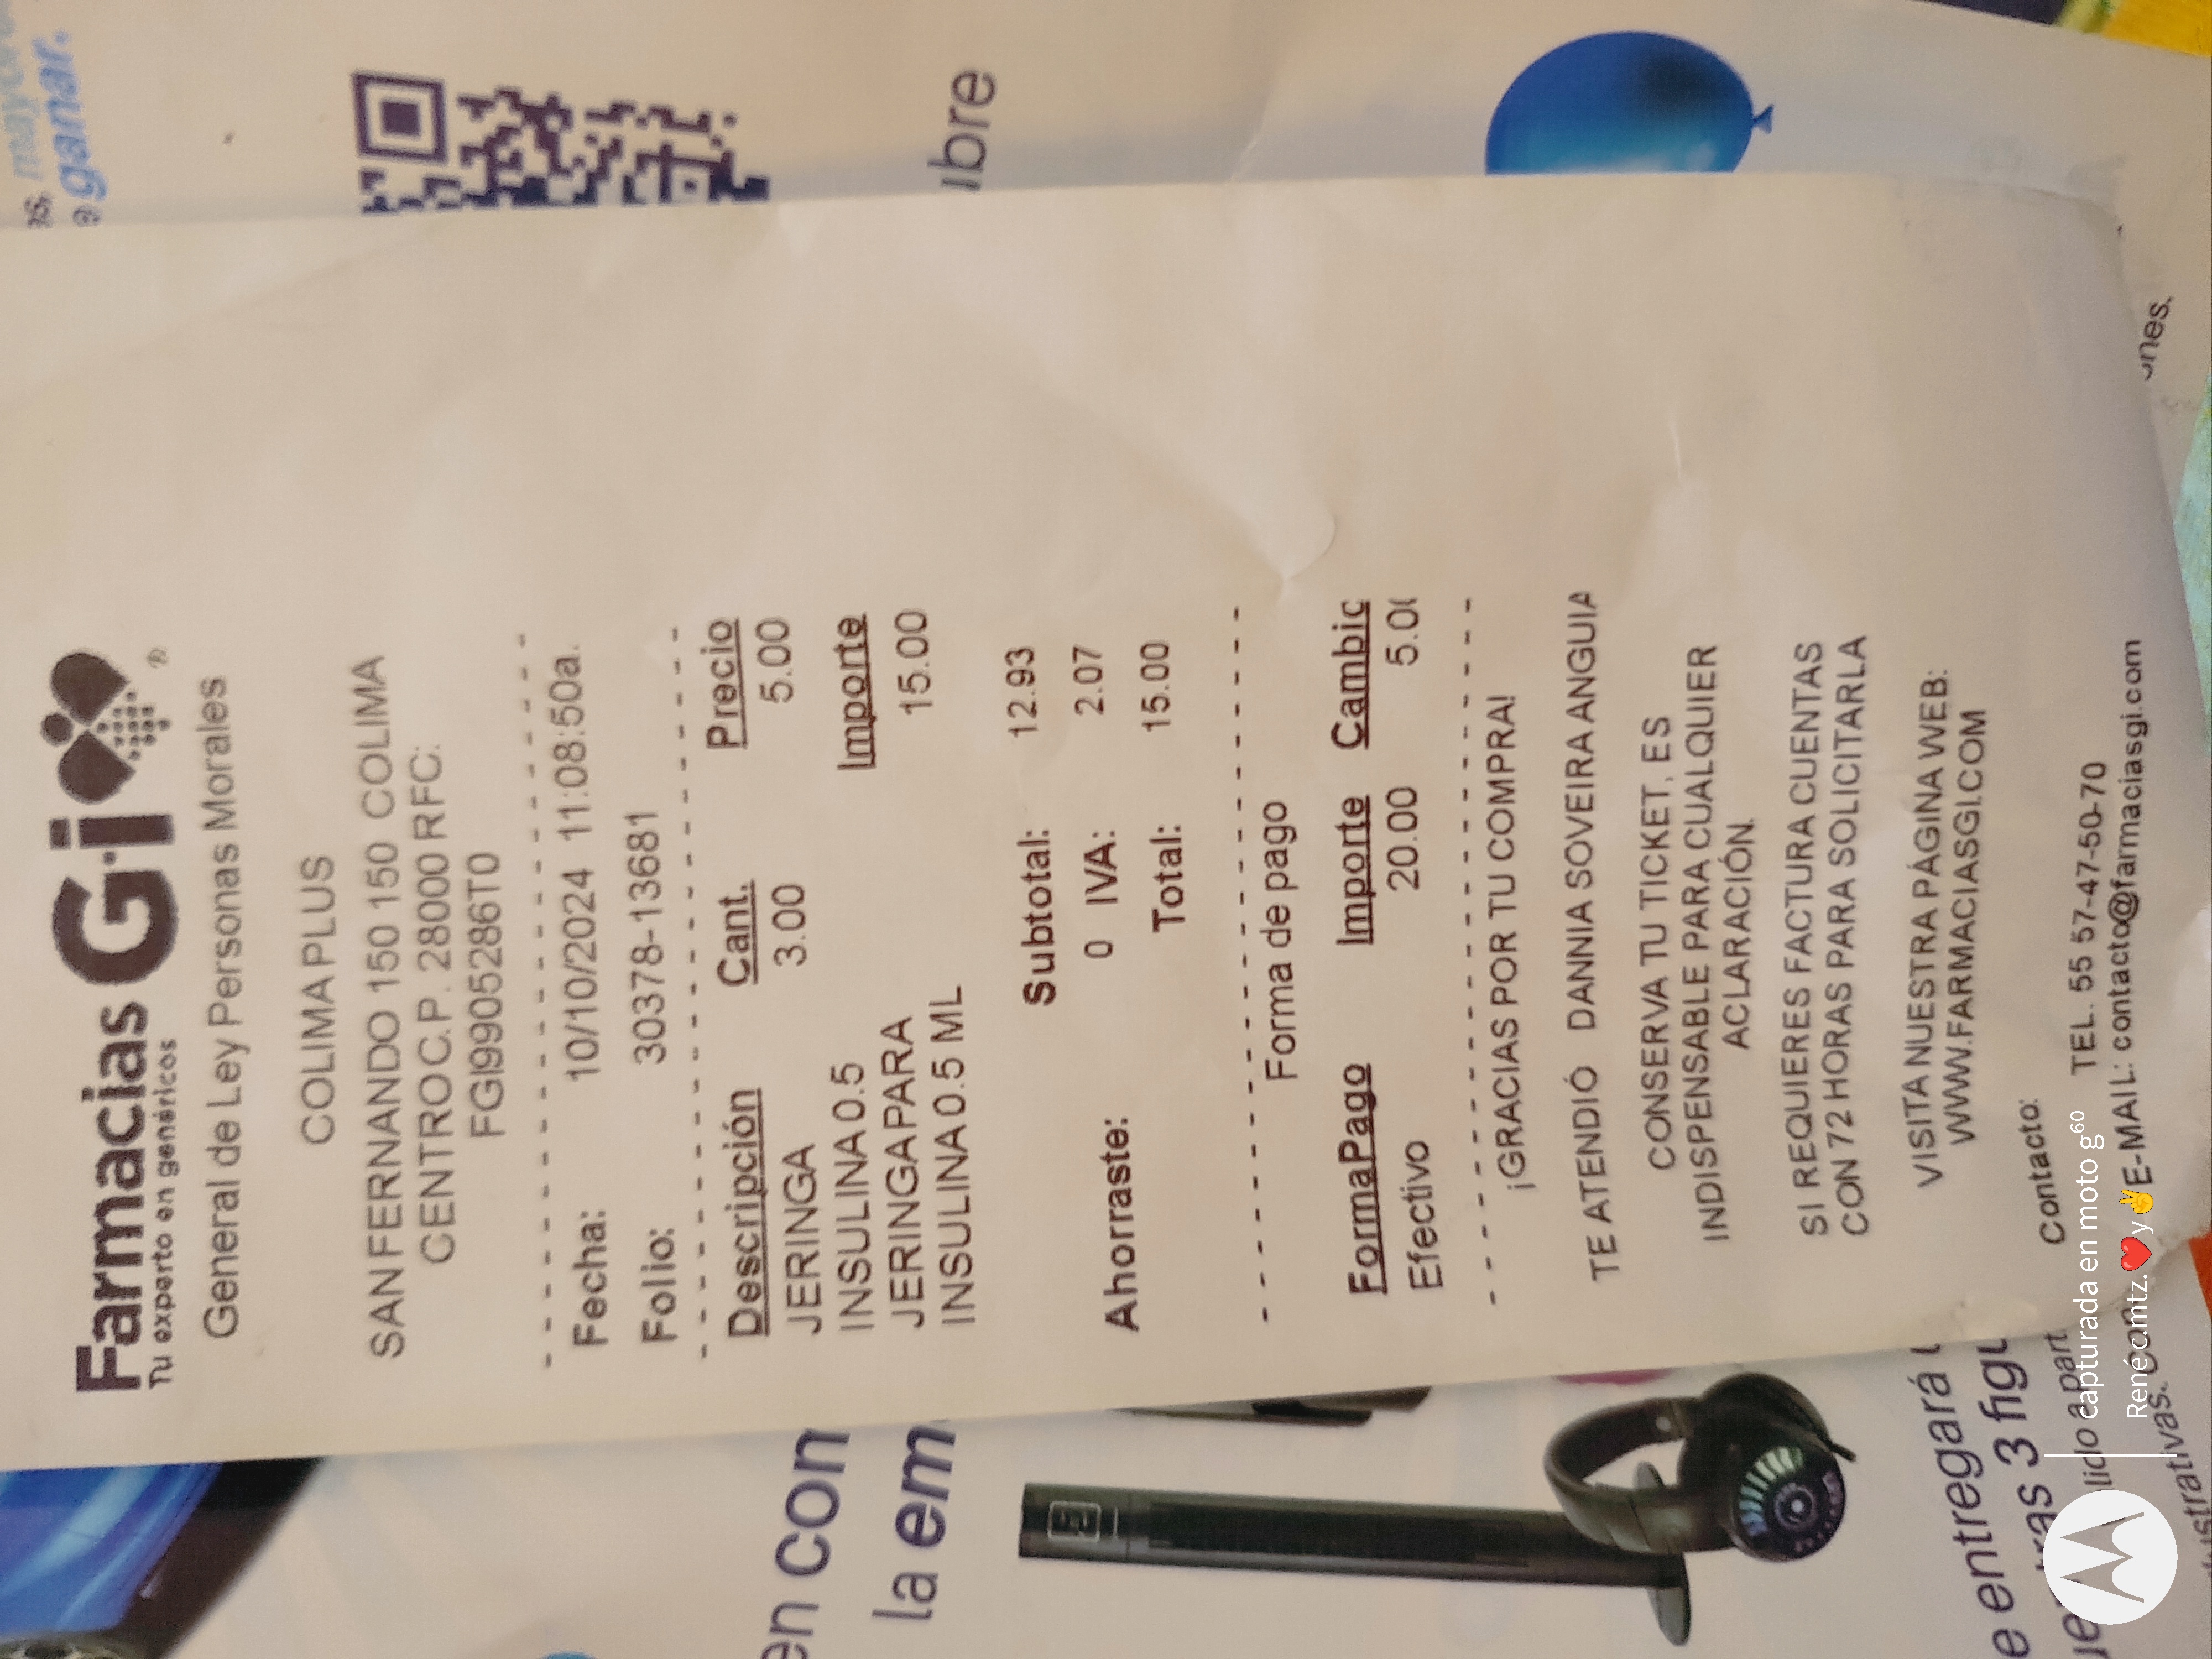 Farmacias Gi
Tu experto en genéricos
®
General de Ley Personas Morales
COLIMA PLUS
SAN FERNANDO 150 150 COLIMA
CENTRO C.P. 28000 RFC:
FGI9905286T0
Fecha: 10/10/2024 11:08:50a.
Folio: 30378-13681
Descripción Cant. Precio
JERINGA 3.00 5.00
INSULINA 0.5
Importe
JERINGA PARA 15.00
INSULINA 0.5 ML
Subtotal: 12.93
0 IVA: 2.07
Ahorraste:
Total: 15.00
Forma de pago
FormaPago Importe Cambio
Efectivo 20.00 5.00
¡GRACIAS POR TU COMPRA!
TE ATENDIÓ DANNIA SOVEIRA ANGUIA
CONSERVA TU TICKET, ES
INDISPENSABLE PARA CUALQUIER
ACLARACIÓN.
SI REQUIERES FACTURA CUENTAS
CON 72 HORAS PARA SOLICITARLA
VISITA NUESTRA PÁGINA WEB:
WWW.FARMACIASGI.COM
Contacto: TEL. 55 57-47-50-70
E-MAIL: contacto@farmaciasgi.com
ganar.
en con
la em
e entregará
3 figu
capturada en moto g⁶⁰
René c.mtz.❤️y✌️